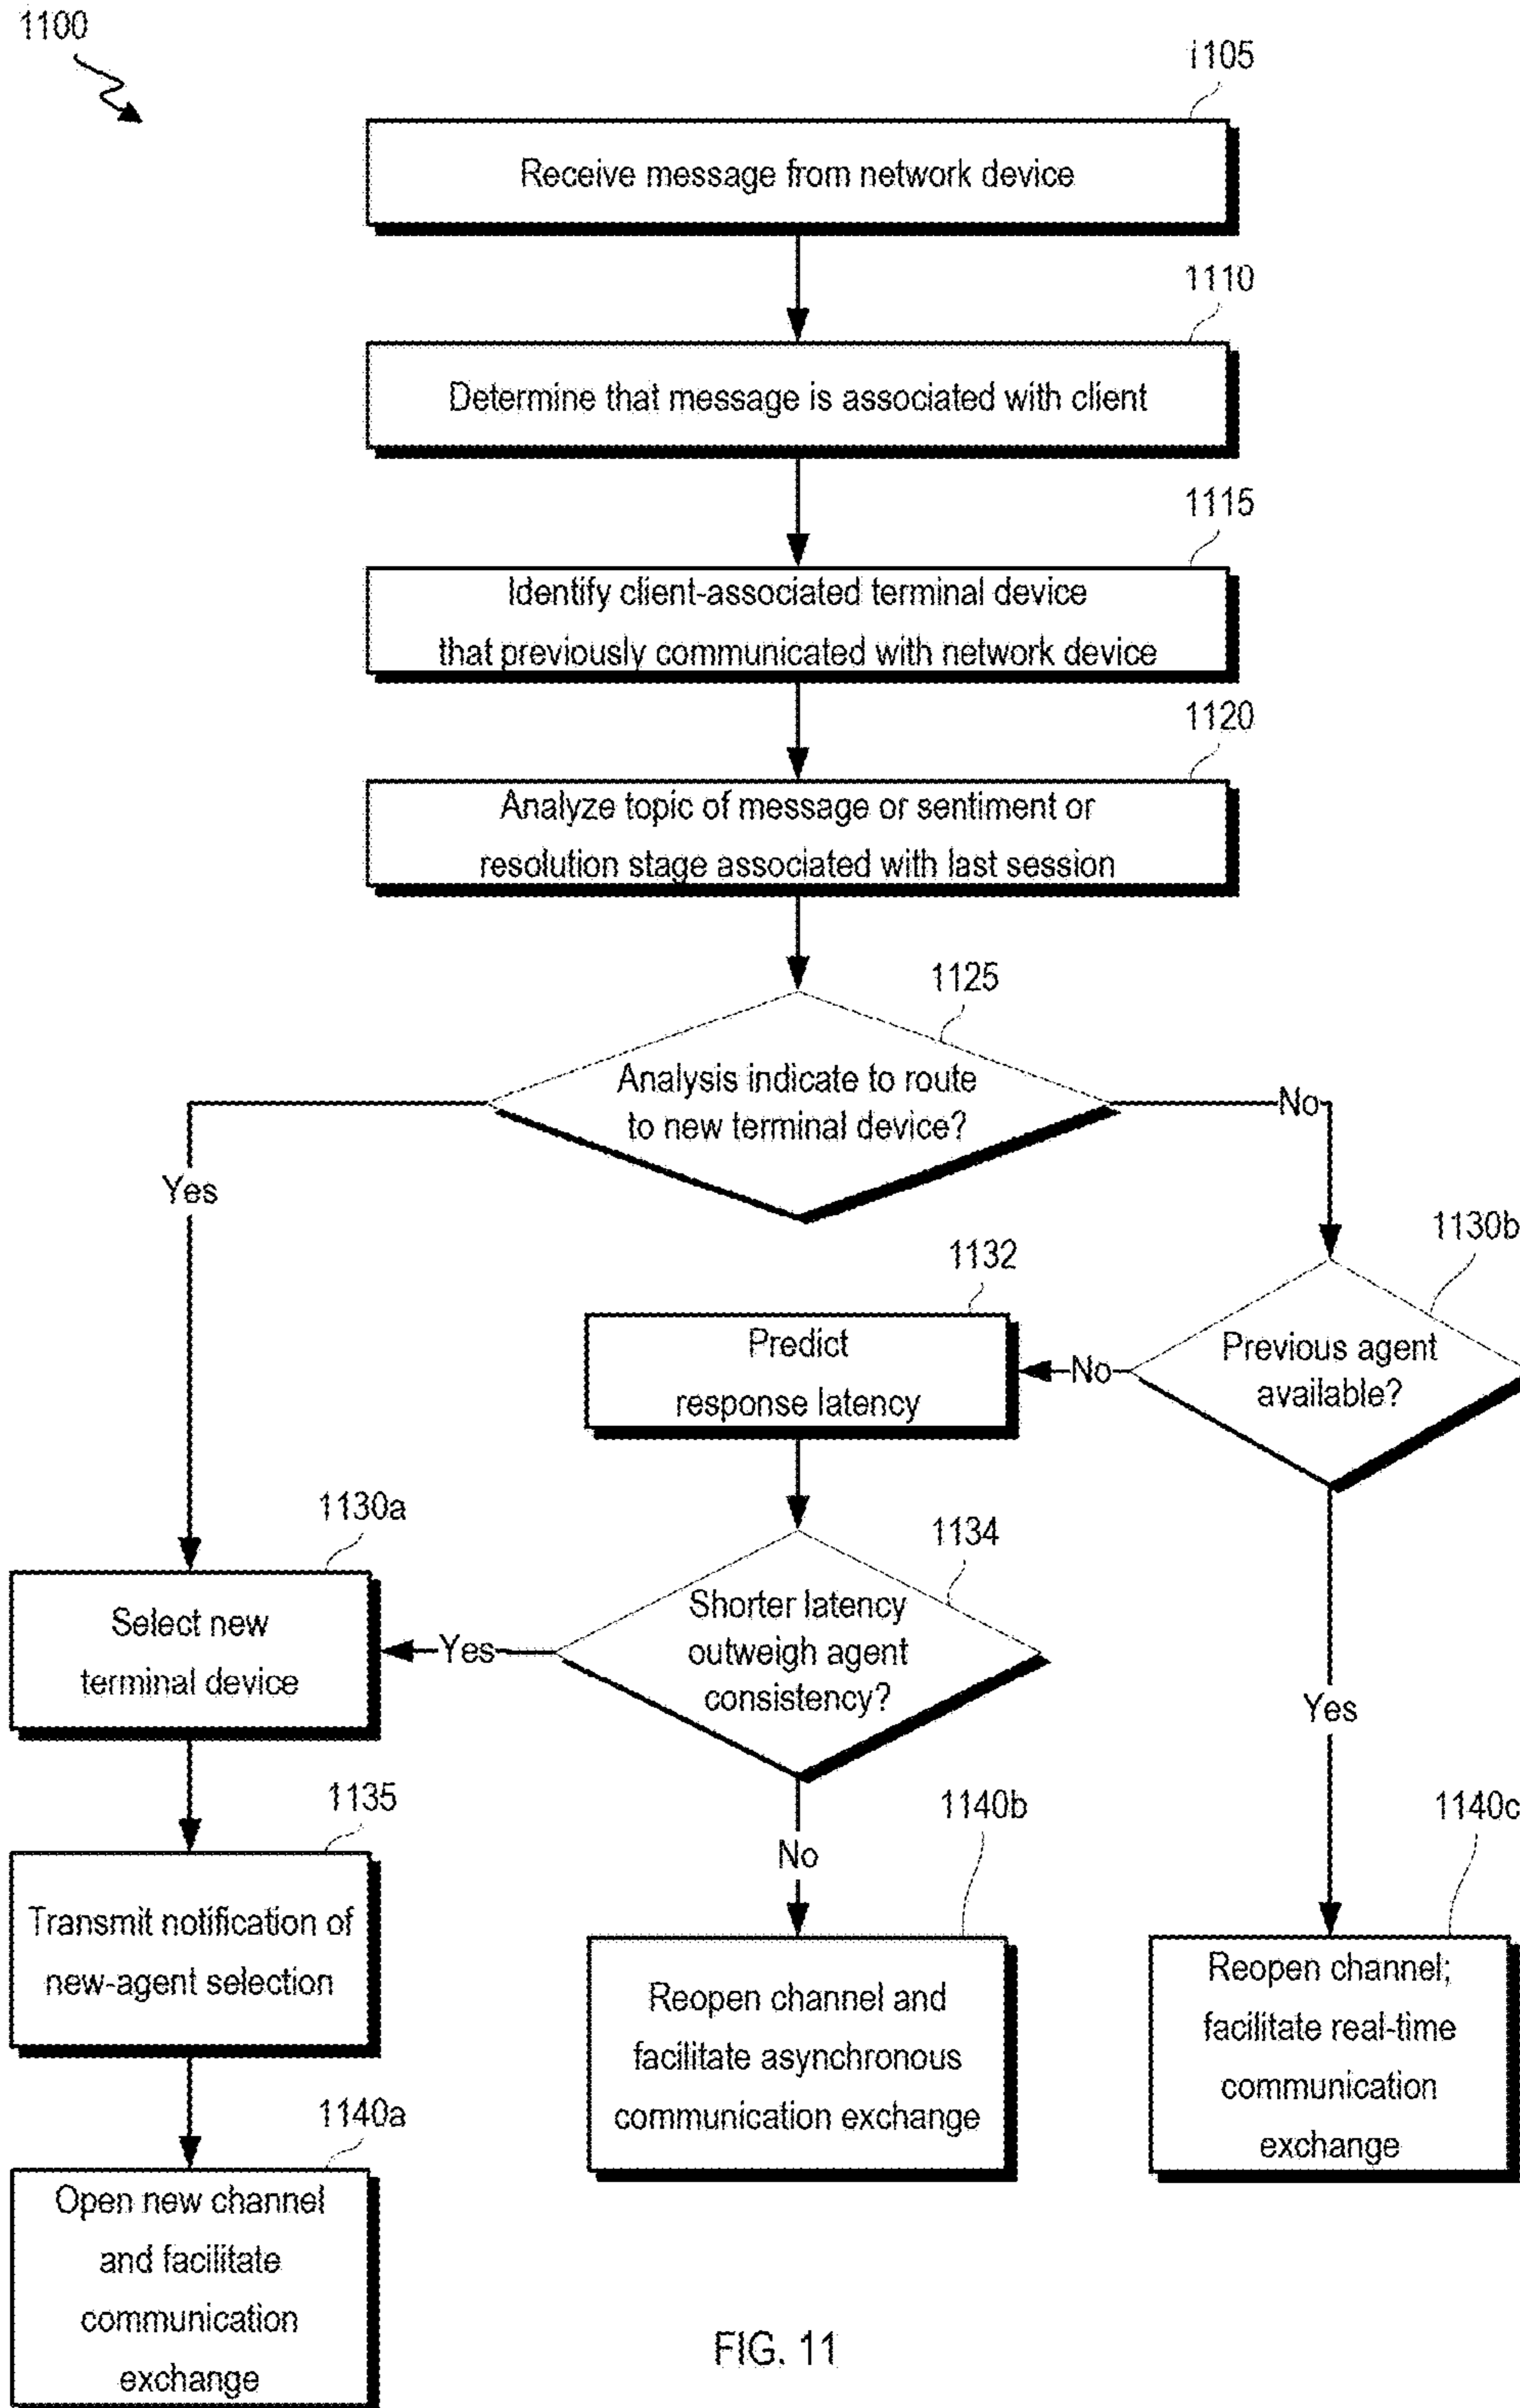 1100
1105
Receive message from network device
1110
Determine that message is associated with client
1115
Identify client-associated terminal device
that previously communicated with network device
1120
Analyze topic of message or sentiment or
resolution stage associated with last session
1125
Analysis indicate to route
to new terminal device?
No
Yes
1130b
Previous agent
available?
No
1132
Predict
response latency
1130a
Select new
terminal device
1134
Shorter latency
outweigh agent
consistency?
Yes
Yes
No
1135
Transmit notification of
new-agent selection
1140b
Reopen channel and
facilitate asynchronous
communication exchange
1140c
Reopen channel;
facilitate real-time
communication
exchange
1140a
Open new channel
and facilitate
communication
exchange
FIG. 11